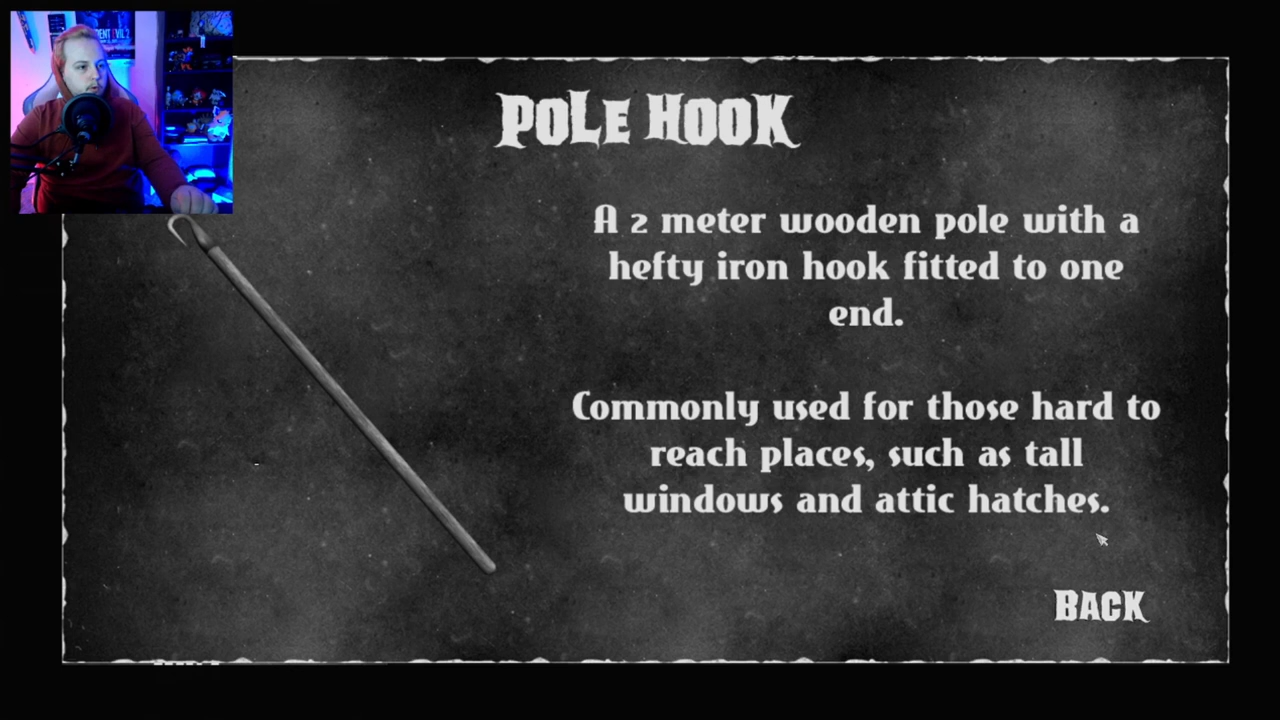 POLE HOOK
A 2 meter wooden pole with a
hefty iron hook fitted to one
end.
Commonly used for those hard to
reach places, such as tall
windows and attic hatches.
BACK